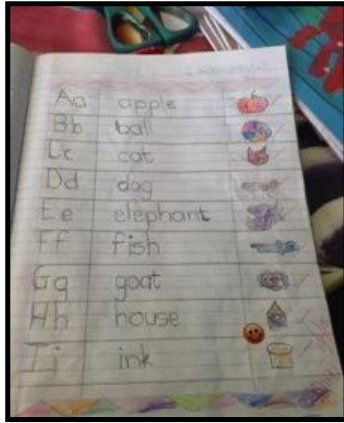 Aa apple
Bb ball
Cc cat
Dd dog
Ee elephant
Ff fish
Gg goat
Hh house
Ii ink